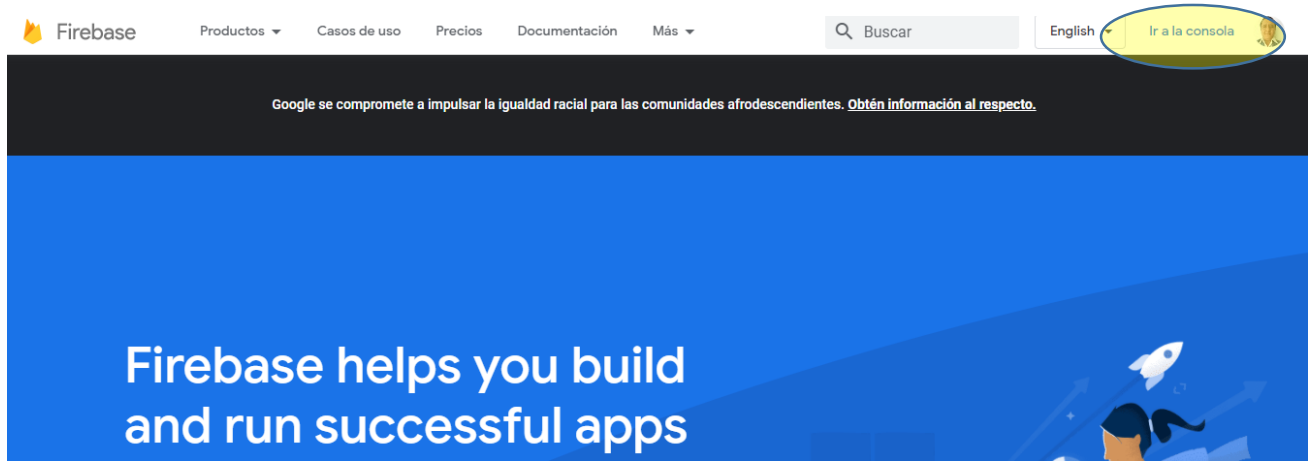 Firebase Productos Casos de uso Precios Documentación Más Buscar English Ir a la consola
Google se compromete a impulsar la igualdad racial para las comunidades afrodescendientes. Obtén información al respecto.
Firebase helps you build
and run successful apps